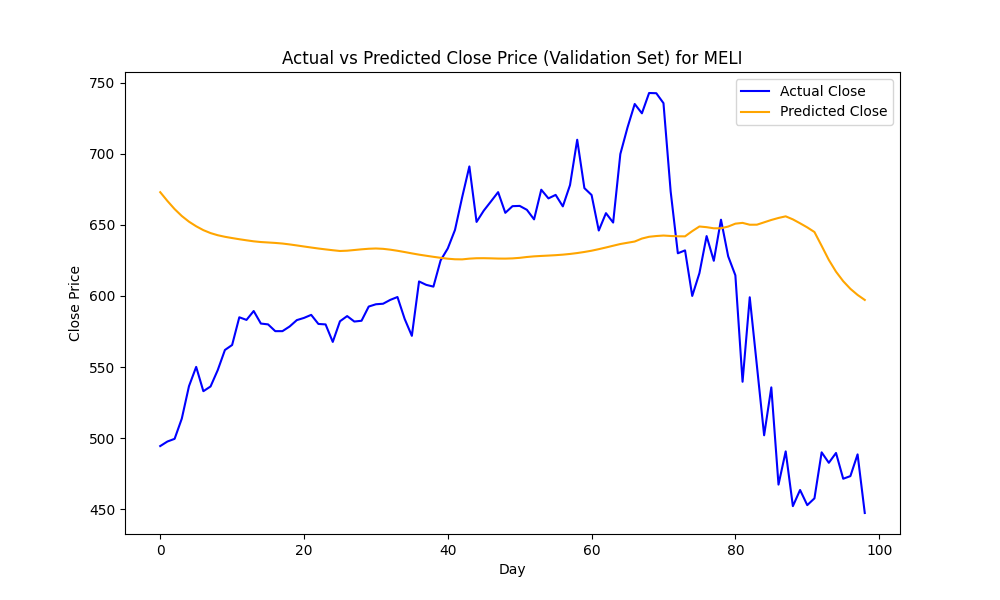 Actual vs Predicted Close Price (Validation Set) for MELI
Actual Close
Predicted Close
Close Price
750
700
650
600
550
500
450
0 20 40 60 80 100
Day